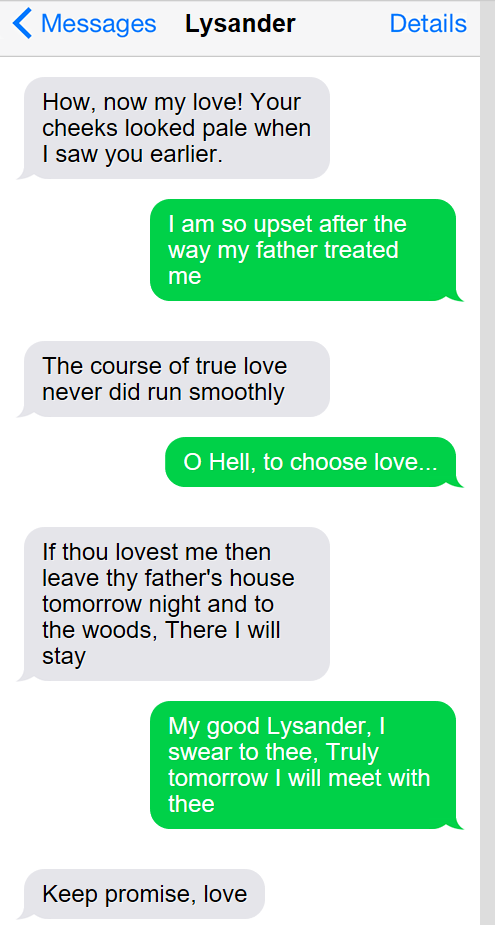 Messages Lysander Details
How, now my love! Your
cheeks looked pale when
I saw you earlier.
I am so upset after the
way my father treated
me
The course of true love
never did run smoothly
O Hell, to choose love...
If thou lovest me then
leave thy father's house
tomorrow night and to
the woods, There I will
stay
My good Lysander, I
swear to thee, Truly
tomorrow I will meet with
thee
Keep promise, love